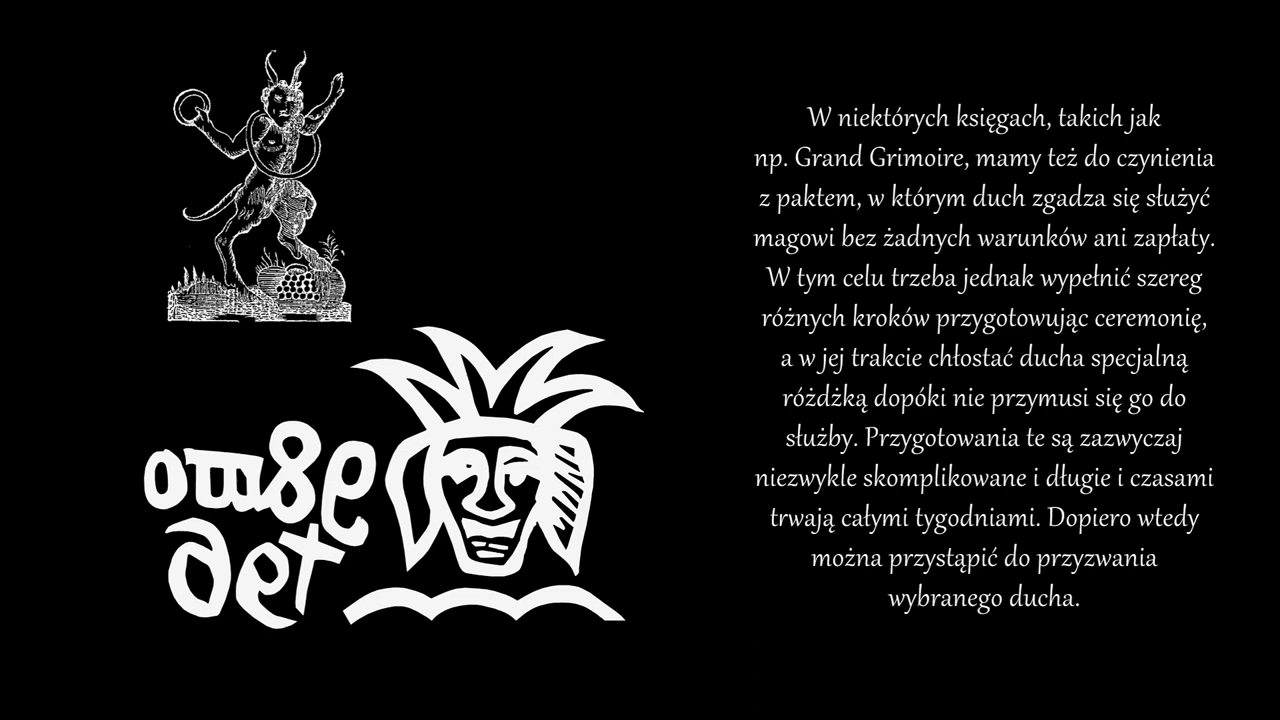 W niektórych księgach, takich jak
np. Grand Grimoire, mamy też do czynienia
z paktem, w którym duch zgadza się służyć
magowi bez żadnych warunków ani zapłaty.
W tym celu trzeba jednak wypełnić szereg
różnych kroków przygotowując ceremonię,
a w jej trakcie chłostać ducha specjalną
różdżką dopóki nie przymusi się go do
służby. Przygotowania te są zazwyczaj
niezwykle skomplikowane i długie i czasami
trwają całymi tygodniami. Dopiero wtedy
można przystąpić do przyzwania
wybranego ducha.